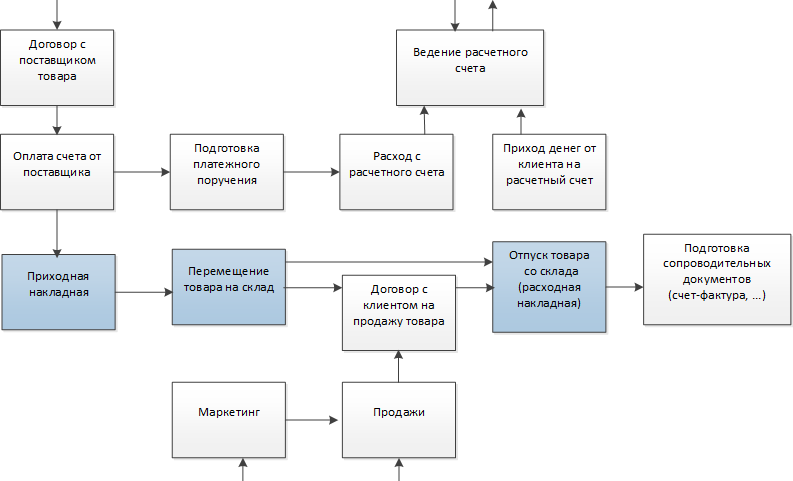 Договор с
поставщиком
товара
Ведение расчетного
счета
Оплата счета от
поставщика
Подготовка
платежного
поручения
Расход с
расчетного счета
Приход денег от
клиента на
расчетный счет
Приходная
накладная
Перемещение
товара на склад
Договор с
клиентом на
продажу товара
Отпуск товара
со склада
(расходная
накладная)
Подготовка
сопроводительных
документов
(счет-фактура, ...)
Маркетинг
Продажи